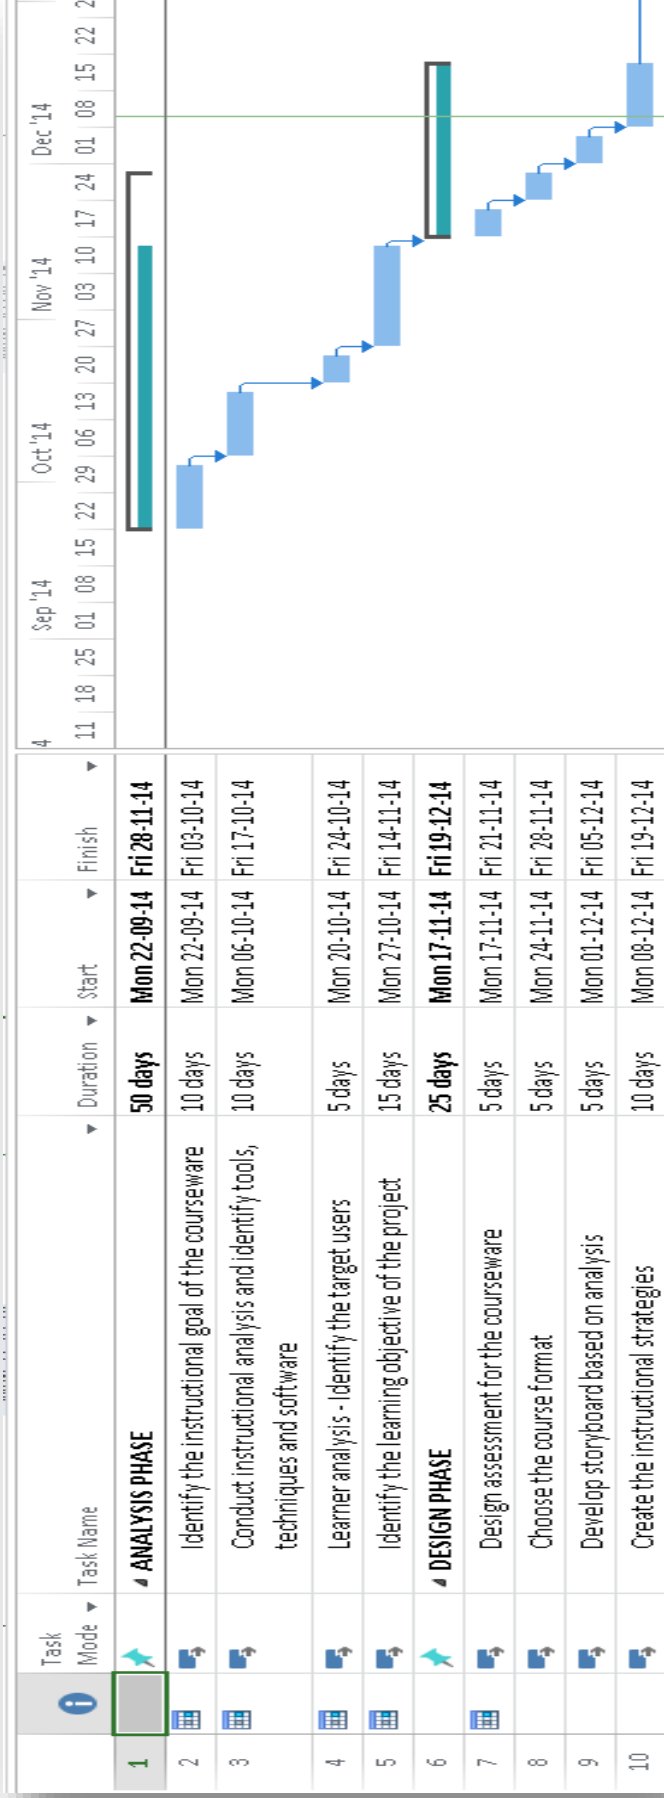 Task Mode Task Name Duration Start Finish
4 Sep '14 Oct '14 Nov '14 Dec '14
11 18 25 01 08 15 22 29 06 13 20 27 03 10 17 24 01 08 15 22 2
1 ANALYSIS PHASE 50 days Mon 22-09-14 Fri 28-11-14
2 Identify the instructional goal of the courseware 10 days Mon 22-09-14 Fri 03-10-14
3 Conduct instructional analysis and identify tools, 10 days Mon 06-10-14 Fri 17-10-14
techniques and software
4 Learner analysis - Identify the target users 5 days Mon 20-10-14 Fri 24-10-14
5 Identify the learning objective of the project 15 days Mon 27-10-14 Fri 14-11-14
6 DESIGN PHASE 25 days Mon 17-11-14 Fri 19-12-14
7 Design assessment for the courseware 5 days Mon 17-11-14 Fri 21-11-14
8 Choose the course format 5 days Mon 24-11-14 Fri 28-11-14
9 Develop storyboard based on analysis 5 days Mon 01-12-14 Fri 05-12-14
10 Create the instructional strategies 10 days Mon 08-12-14 Fri 19-12-14